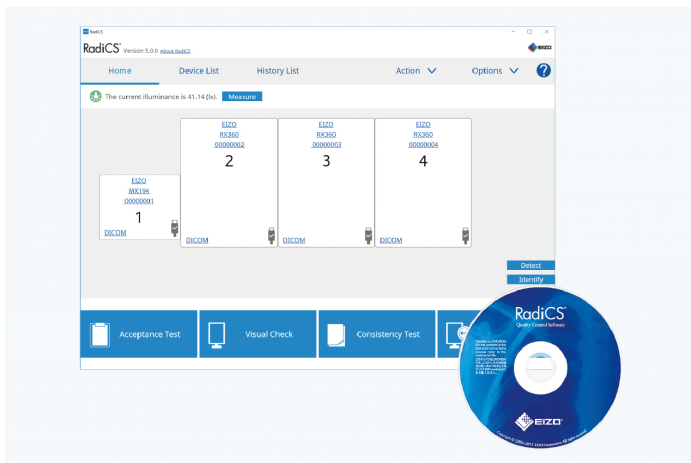 RadiCS
RadiCS® Version 5.0.0 About RadiCS
EIZO
Home Device List History List Action Options ?
The current illuminance is 41.14 (lx). Measure
EIZO
RX360
00000002
2
DICOM
EIZO
RX360
00000003
3
DICOM
EIZO
RX360
00000004
4
DICOM
EIZO
MX194
00000001
1
DICOM
Detect
Identify
Acceptance Test Visual Check Consistency Test
RadiCS®
Quality Control Software
EIZO®